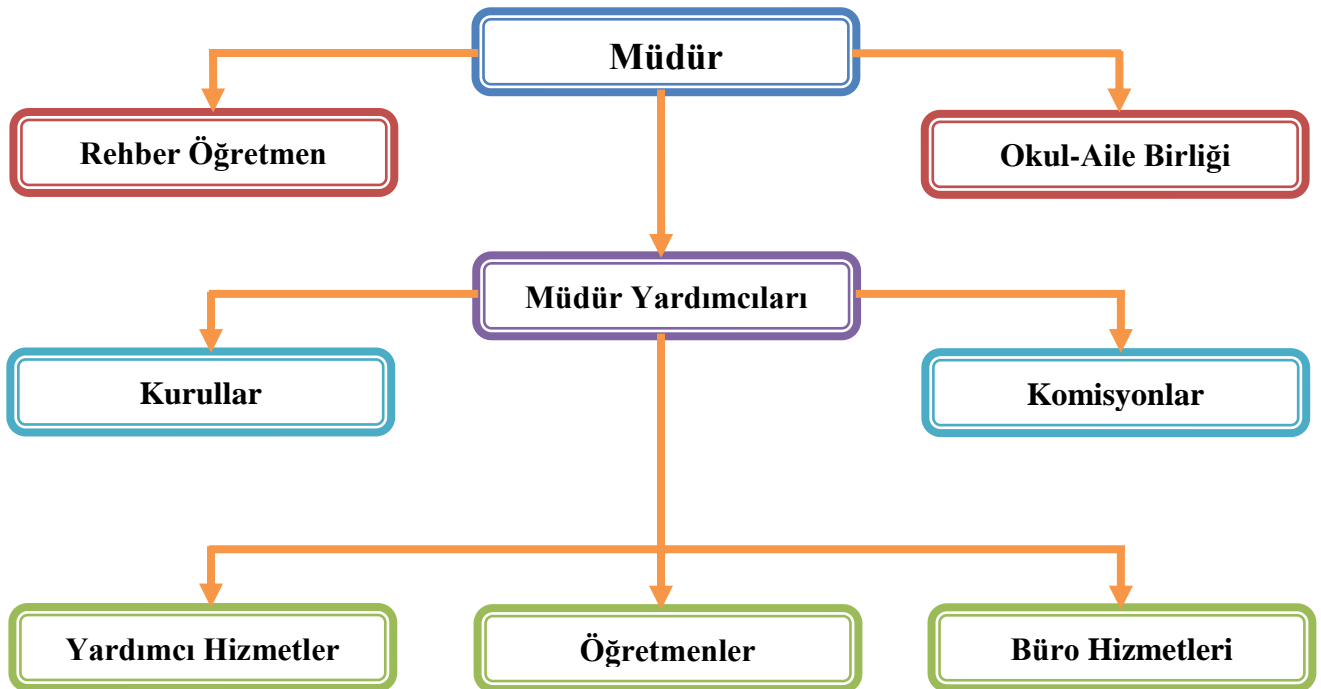 Müdür
Rehber Öğretmen
Okul-Aile Birliği
Müdür Yardımcıları
Kurullar
Komisyonlar
Yardımcı Hizmetler
Öğretmenler
Büro Hizmetleri